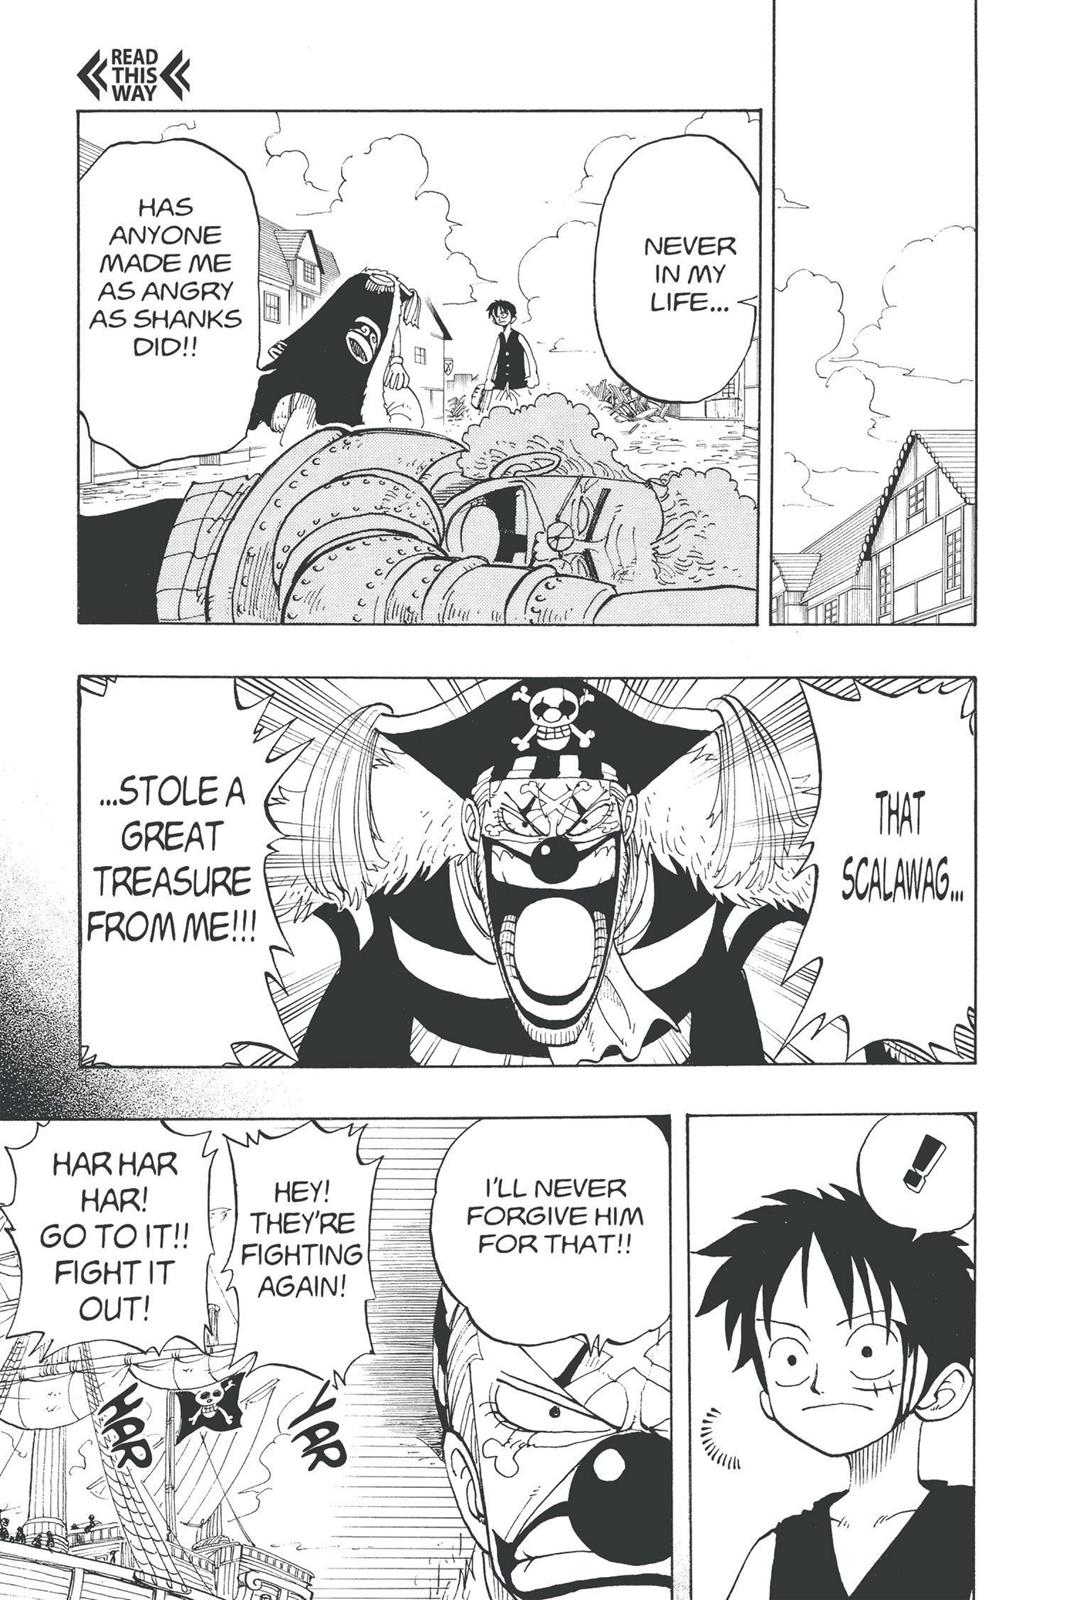 READ
THIS
WAY
NEVER
IN MY
LIFE...
HAS
ANYONE
MADE ME
AS ANGRY
AS SHANKS
DID!!
THAT
SCALAWAG...
...STOLE A
GREAT
TREASURE
FROM ME!!!
!
I'LL NEVER
FORGIVE HIM
FOR THAT!!
HEY!
THEY'RE
FIGHTING
AGAIN!
HAR HAR
HAR!
GO TO IT!!
FIGHT IT
OUT!
YAR
HAR